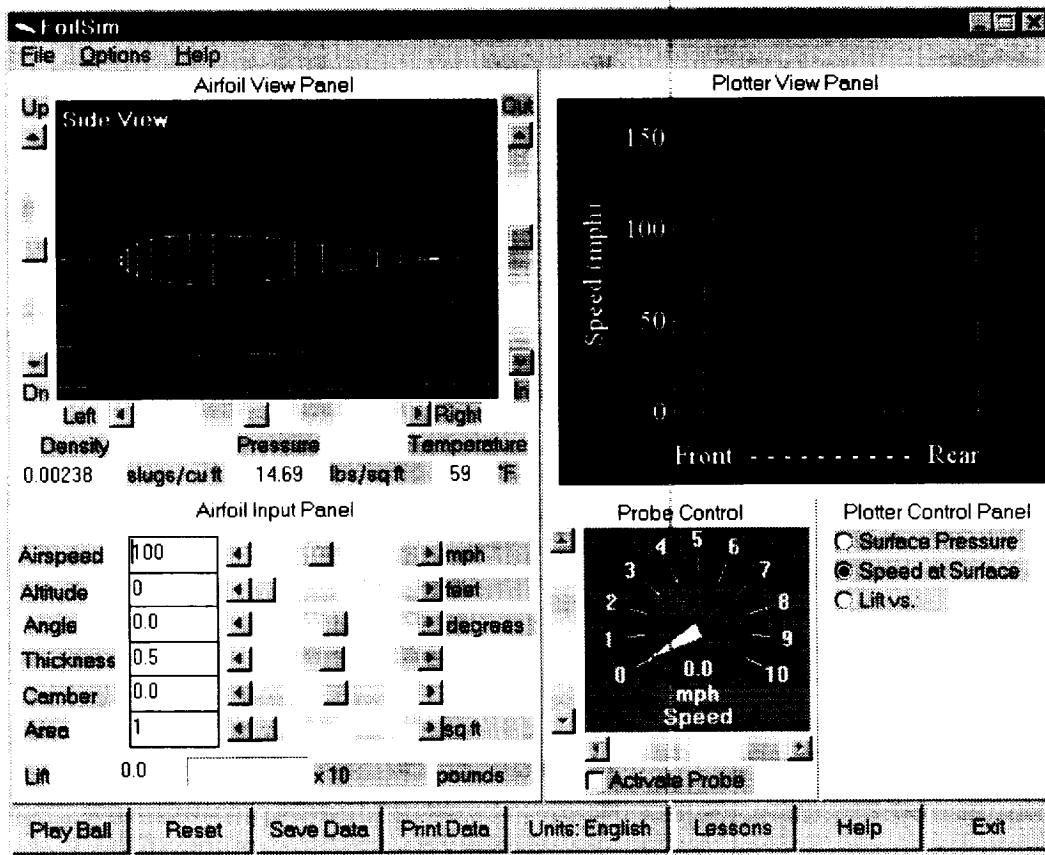 FoilSim
File Options Help
Airfoil View Panel
Up
Out
Side View
Dn
In
Left Right
Density Pressure Temperature
0.00238 slugs/cu ft 14.69 lbs/sq ft 59 °F
Airfoil Input Panel
Airspeed 100 mph
Altitude 0 feet
Angle 0.0 degrees
Thickness 0.5
Camber 0.0
Area 1 sq ft
Lift 0.0 x 10 pounds
Plotter View Panel
150
100
50
0
Speed (mph)
Front - - - - - - - - - - Rear
Probe Control
0 1 2 3 4 5 6 7 8 9 10
0.0
mph
Speed
Activate Probe
Plotter Control Panel
Surface Pressure
Speed at Surface
Lift vs.
Play Ball Reset Save Data Print Data Units: English Lessons Help Exit